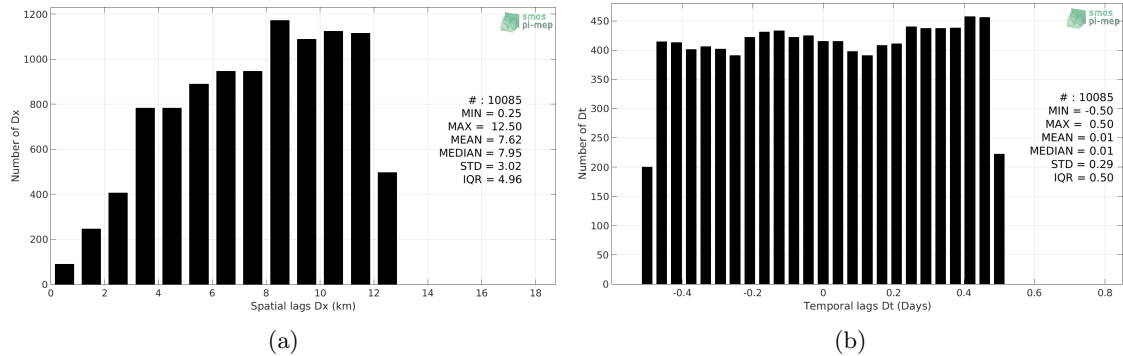 1200
1000
800
600
400
200
0
Number of Dx
smos
pi-mep
# : 10085
MIN = 0.25
MAX = 12.50
MEAN = 7.62
MEDIAN = 7.95
STD = 3.02
IQR = 4.96
0 2 4 6 8 10 12 14 16 18
Spatial lags Dx (km)
(a)
450
400
350
300
250
200
150
100
50
0
Number of Dt
smos
pi-mep
# : 10085
MIN = -0.50
MAX = 0.50
MEAN = 0.01
MEDIAN = 0.01
STD = 0.29
IQR = 0.50
-0.4 -0.2 0 0.2 0.4 0.6 0.8
Temporal lags Dt (Days)
(b)